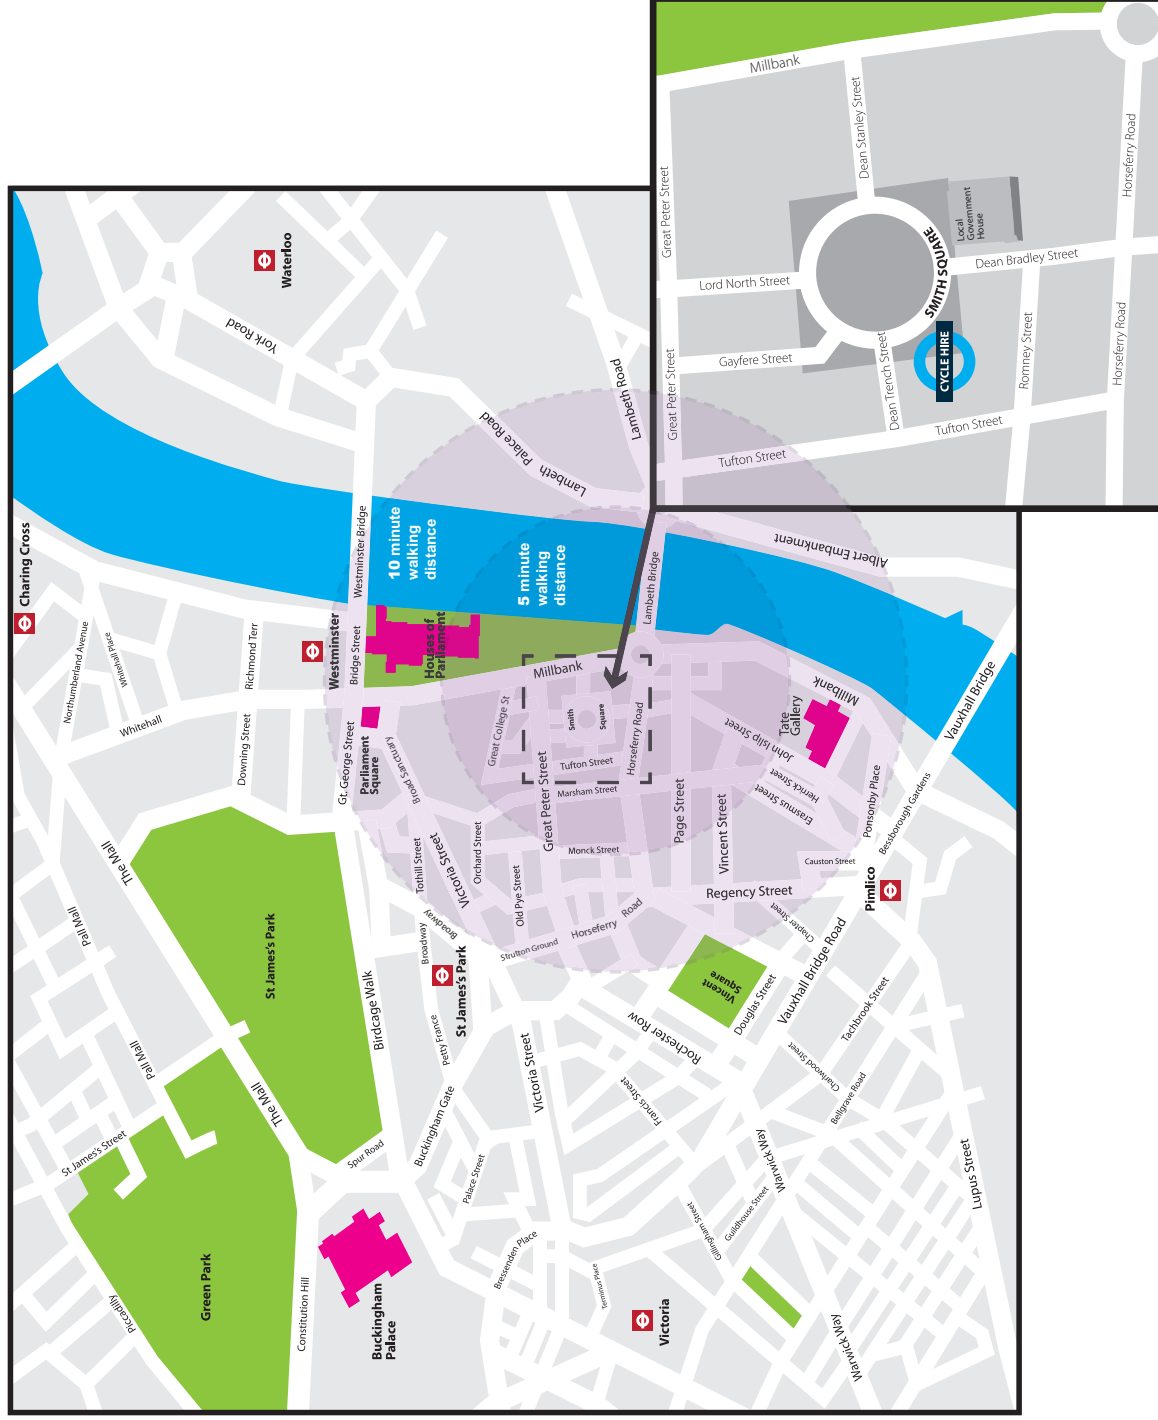 Millbank
Dean Stanley Street
Great Peter Street
Horseferry Road
Local
Government
House
SMITH SQUARE
Lord North Street
Dean Bradley Street
Gayfere Street
Dean Trench Street
CYCLE HIRE
Romney Street
Horseferry Road
Great Peter Street
Tufton Street
Tufton Street
Waterloo
York Road
Lambeth Road
Lambeth
Palace Road
Albert Embankment
Charing Cross
Westminster Bridge
10 minute
walking
distance
5 minute
walking
distance
Lambeth Bridge
Northumberland Avenue
Whitehall Place
Richmond Terr
Westminster
Bridge Street
Houses of
Parliament
Millbank
Whitehall
Downing Street
Gt. George Street
Parliament
Square
Broad Sanctuary
Great College St
Smith
Square
Tufton Street
Horseferry Road
Marsham Street
Great Peter Street
Millbank
Tate
Gallery
John Islip Street
Herrick Street
Erasmus Street
Ponsonby Place
Vauxhall Bridge
Bessborough Gardens
Page Street
Vincent Street
Monck Street
Causton Street
Regency Street
Pimlico
The Mall
Pall Mall
St James's Park
Tothill Street
Victoria Street
Orchard Street
Old Pye Street
Broadway
Broadway
Strutton Ground
Horseferry
Road
Chapter Street
Vauxhall Bridge Road
Vincent
Square
Douglas Street
Tachbrook Street
Charlwood Street
Bellgrave Road
St James's Park
Birdcage Walk
Petty France
Pall Mall
The Mall
Rochester Row
Victoria Street
Francis Street
Buckingham Gate
St James's Street
Spur Road
Palace Street
Warwick Way
Guildhouse Street
Gillingham Street
Lupus Street
Green Park
Piccadilly
Constitution Hill
Buckingham
Palace
Bressenden Place
Terminus Place
Victoria
Warwick Way